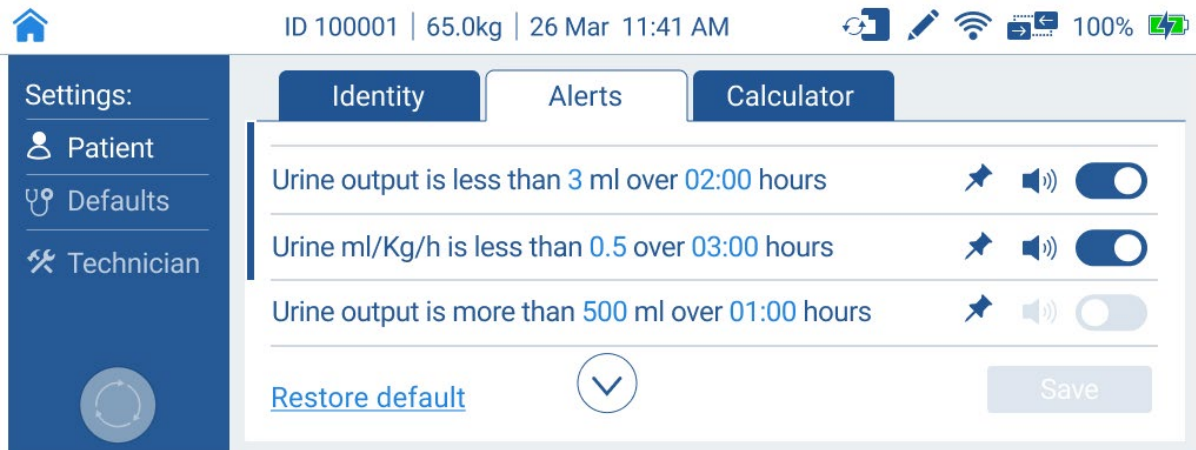 ID 100001 | 65.0kg | 26 Mar 11:41 AM 100%
Settings:
Patient
Defaults
Technician
Identity Alerts Calculator
Urine output is less than 3 ml over 02:00 hours
Urine ml/Kg/h is less than 0.5 over 03:00 hours
Urine output is more than 500 ml over 01:00 hours
Restore default
Save